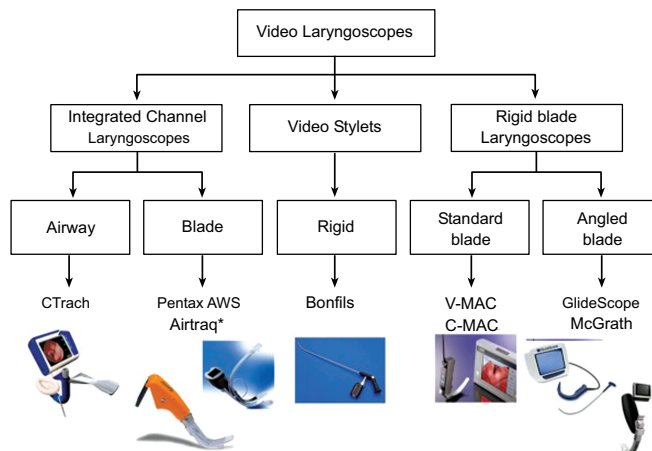 Video Laryngoscopes
Integrated Channel
Laryngoscopes
Video Stylets
Rigid blade
Laryngoscopes
Airway
Blade
Rigid
Standard
blade
Angled
blade
CTrach
Pentax AWS
Airtraq*
Bonfils
V-MAC
C-MAC
GlideScope
McGrath